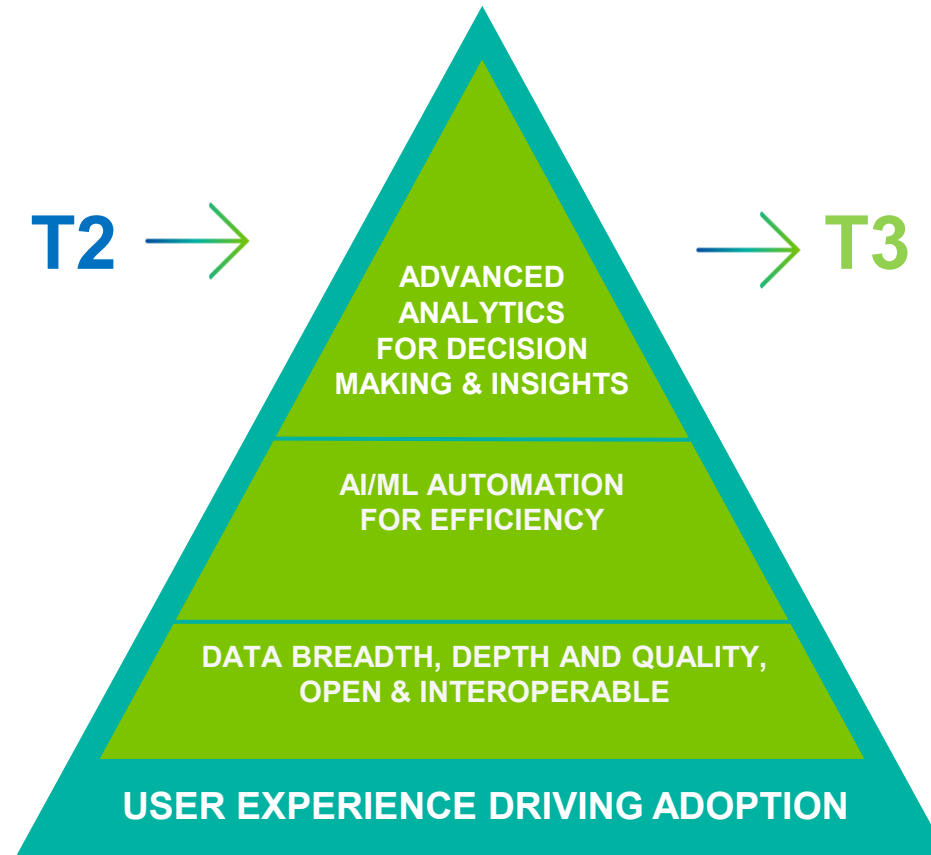 T2
T3
ADVANCED
ANALYTICS
FOR DECISION
MAKING & INSIGHTS
AI/ML AUTOMATION
FOR EFFICIENCY
DATA BREADTH, DEPTH AND QUALITY,
OPEN & INTEROPERABLE
USER EXPERIENCE DRIVING ADOPTION